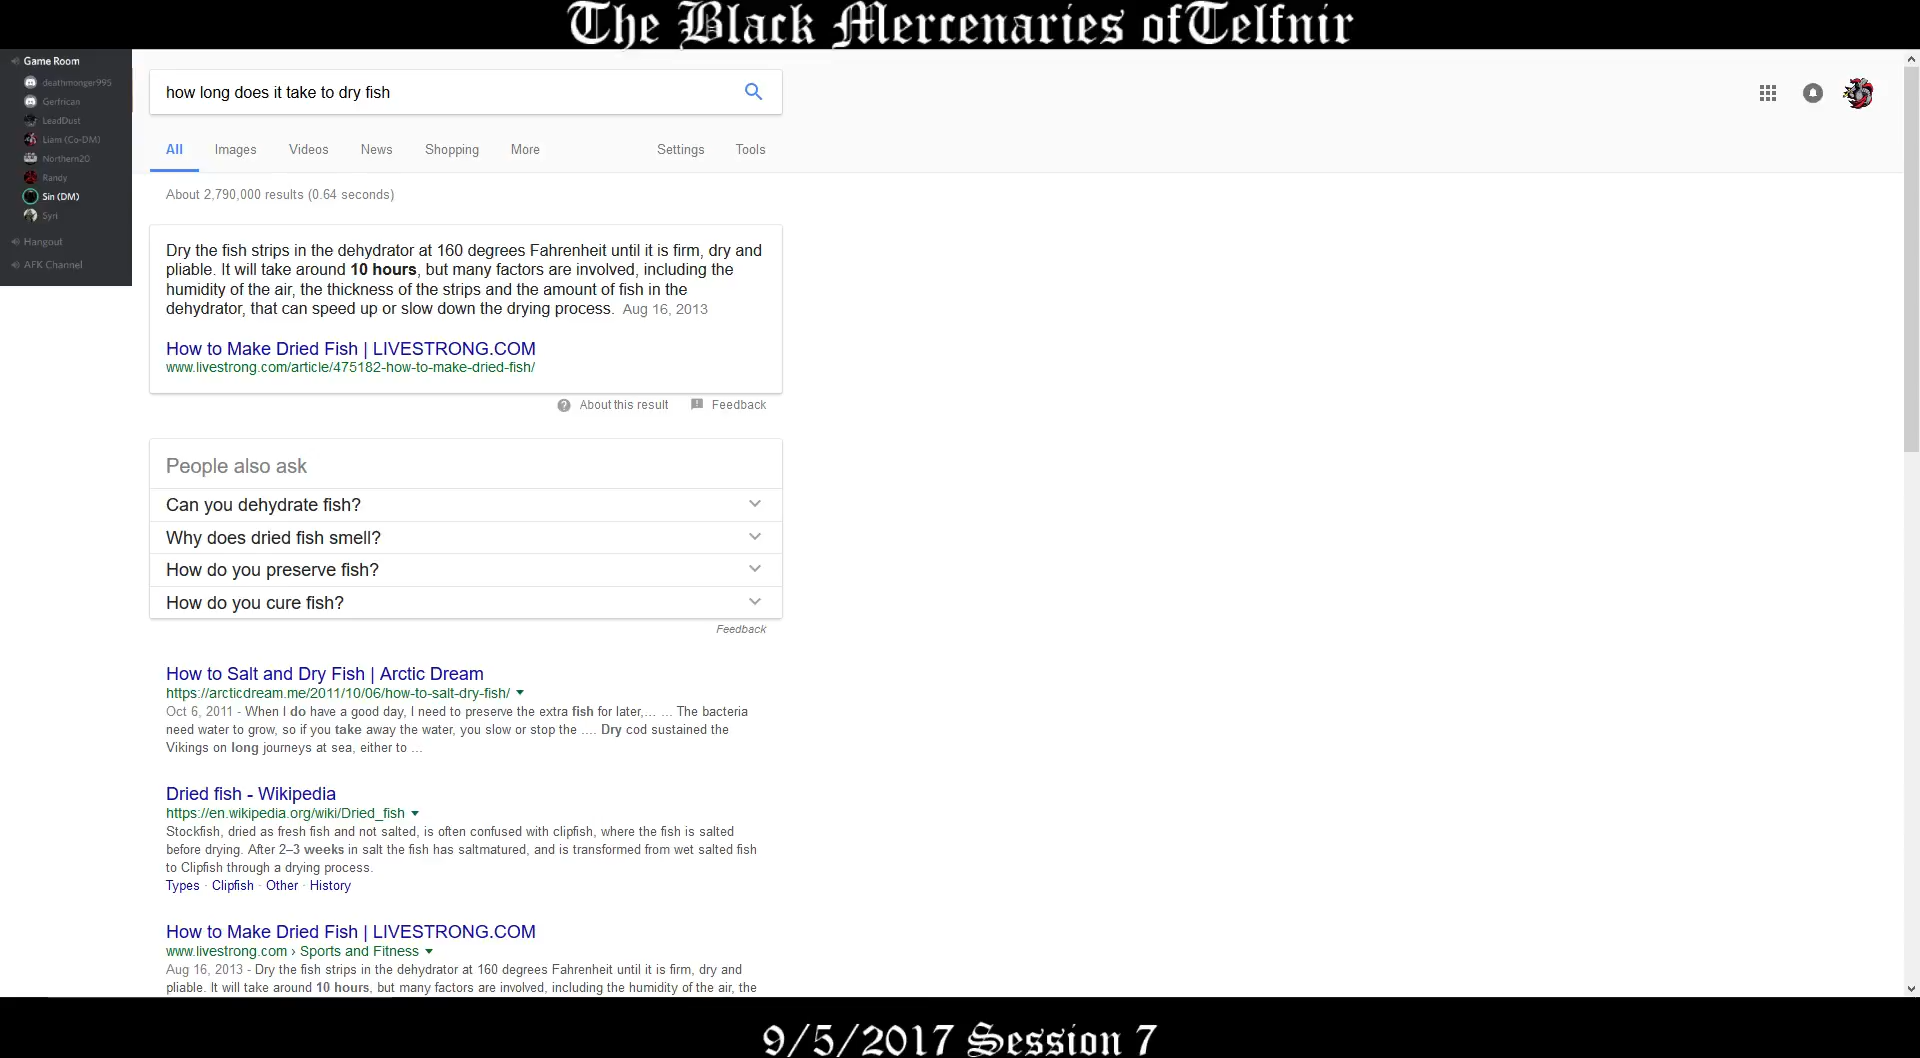 The Black Mercenaries ofTelfnir
Game Room
deathmonger995
Gerfrican
LeadDust
Liam (Co-DM)
Northern20
Randy
Sin (DM)
Syri
Hangout
AFK Channel
how long does it take to dry fish
All Images Videos News Shopping More Settings Tools
About 2,790,000 results (0.64 seconds)
Dry the fish strips in the dehydrator at 160 degrees Fahrenheit until it is firm, dry and
pliable. It will take around 10 hours, but many factors are involved, including the
humidity of the air, the thickness of the strips and the amount of fish in the
dehydrator, that can speed up or slow down the drying process. Aug 16, 2013
How to Make Dried Fish | LIVESTRONG.COM
www.livestrong.com/article/475182-how-to-make-dried-fish/
About this result Feedback
People also ask
Can you dehydrate fish?
Why does dried fish smell?
How do you preserve fish?
How do you cure fish?
Feedback
How to Salt and Dry Fish | Arctic Dream
https://arcticdream.me/2011/10/06/how-to-salt-dry-fish/
Oct 6, 2011 - When I do have a good day, I need to preserve the extra fish for later,... ... The bacteria
need water to grow, so if you take away the water, you slow or stop the .... Dry cod sustained the
Vikings on long journeys at sea, either to ...
Dried fish - Wikipedia
https://en.wikipedia.org/wiki/Dried_fish
Stockfish, dried as fresh fish and not salted, is often confused with clipfish, where the fish is salted
before drying. After 2–3 weeks in salt the fish has saltmatured, and is transformed from wet salted fish
to Clipfish through a drying process.
Types · Clipfish · Other · History
How to Make Dried Fish | LIVESTRONG.COM
www.livestrong.com › Sports and Fitness
Aug 16, 2013 - Dry the fish strips in the dehydrator at 160 degrees Fahrenheit until it is firm, dry and
pliable. It will take around 10 hours, but many factors are involved, including the humidity of the air, the
9/5/2017 Session 7